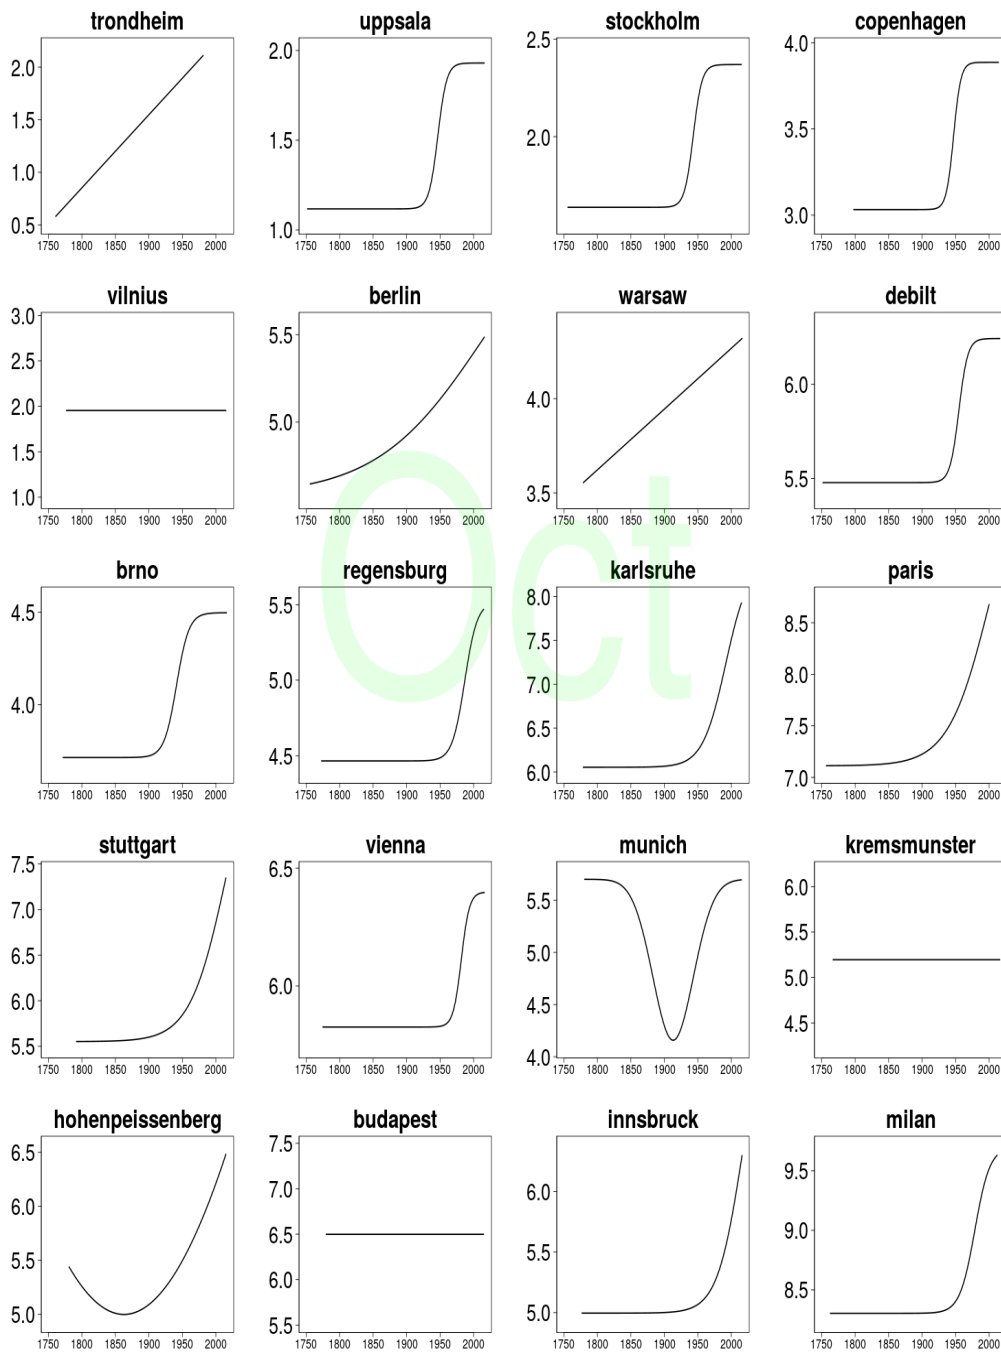 trondheim uppsala stockholm copenhagen
2.0 1.5 1.0 0.5
2.0 1.5 1.0
2.5 2.0
4.0 3.5 3.0
1750 1800 1850 1900 1950 2000 1750 1800 1850 1900 1950 2000 1750 1800 1850 1900 1950 2000 1750 1800 1850 1900 1950 2000
vilnius berlin warsaw debilt
3.0 2.5 2.0 1.5 1.0
5.5 5.0
4.0 3.5
6.0 5.5
1750 1800 1850 1900 1950 2000 1750 1800 1850 1900 1950 2000 1750 1800 1850 1900 1950 2000 1750 1800 1850 1900 1950 2000
Oct
brno regensburg karlsruhe paris
4.5 4.0
5.5 5.0 4.5
8.0 7.5 7.0 6.5 6.0
8.5 8.0 7.5 7.0
1750 1800 1850 1900 1950 2000 1750 1800 1850 1900 1950 2000 1750 1800 1850 1900 1950 2000 1750 1800 1850 1900 1950 2000
stuttgart vienna munich kremsmunster
7.5 7.0 6.5 6.0 5.5
6.5 6.0
5.5 5.0 4.5 4.0
6.0 5.5 5.0 4.5
1750 1800 1850 1900 1950 2000 1750 1800 1850 1900 1950 2000 1750 1800 1850 1900 1950 2000 1750 1800 1850 1900 1950 2000
hohenpeissenberg budapest innsbruck milan
6.5 6.0 5.5 5.0
7.5 7.0 6.5 6.0 5.5
6.0 5.5 5.0
9.5 9.0 8.5
1750 1800 1850 1900 1950 2000 1750 1800 1850 1900 1950 2000 1750 1800 1850 1900 1950 2000 1750 1800 1850 1900 1950 2000